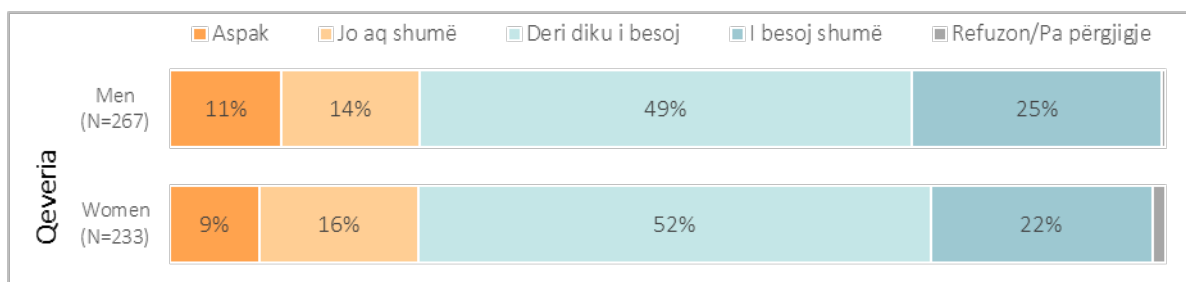 Aspak Jo aq shumë Deri diku i besoj I besoj shumë Refuzon/Pa përgjigje
Qeveria
Men
(N=267)
11% 14% 49% 25%
Women
(N=233)
9% 16% 52% 22%